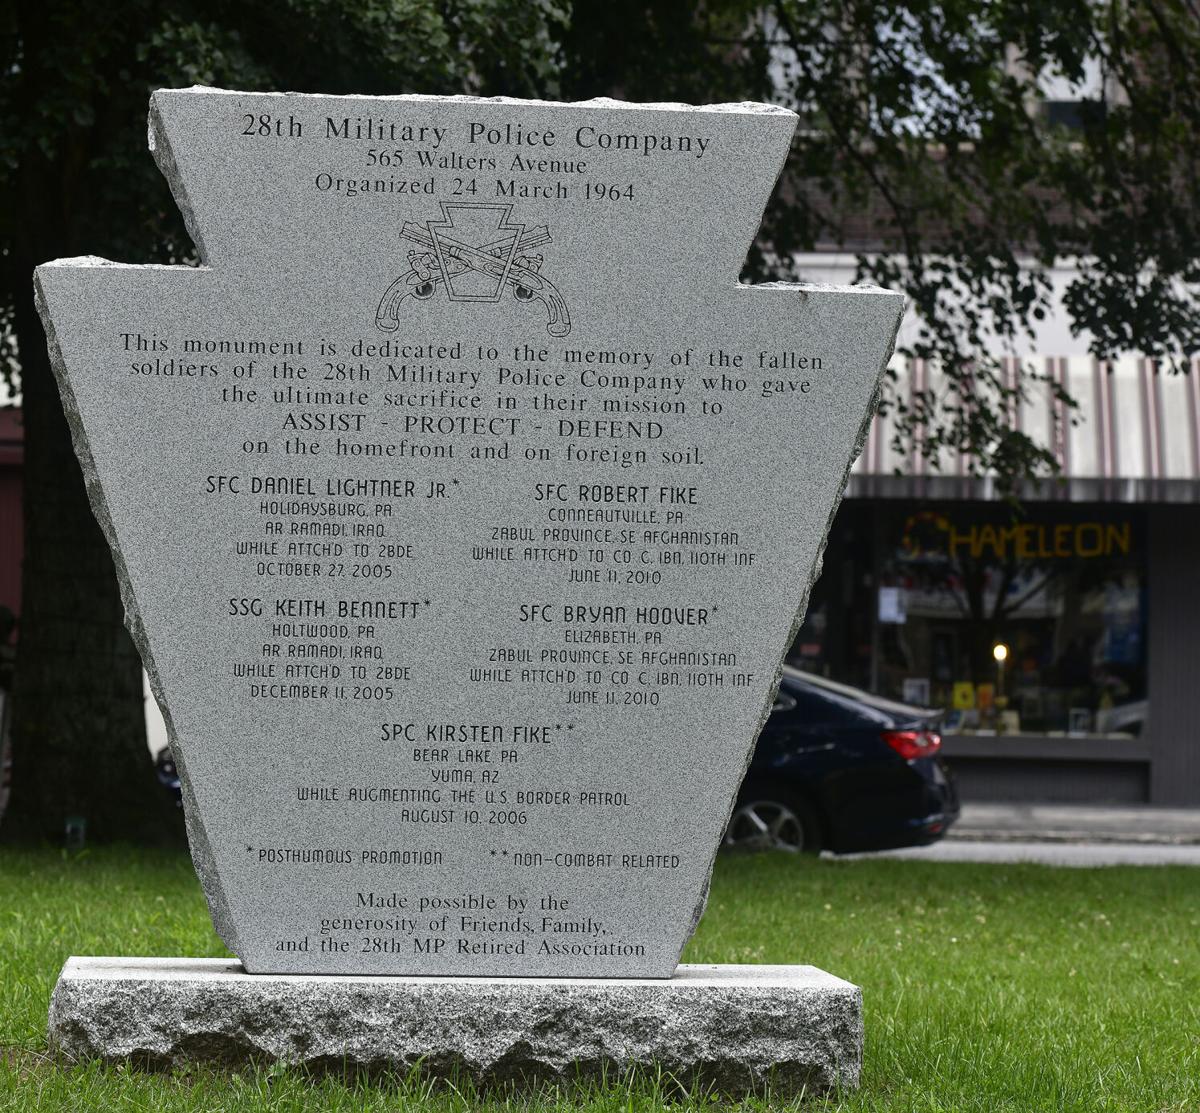 28th Military Police Company
565 Walters Avenue
Organized 24 March 1964
This monument is dedicated to the memory of the fallen
soldiers of the 28th Military Police Company who gave
the ultimate sacrifice in their mission to
ASSIST - PROTECT - DEFEND
on the homefront and on foreign soil.
SFC DANIEL LIGHTNER JR.*
HOLIDAYSBURG, PA
AR RAMADI, IRAQ
WHILE ATTCH'D TO 2BDE
OCTOBER 27, 2005
SFC ROBERT FIKE
CONNEAUTVILLE, PA
ZABUL PROVINCE, SE AFGHANISTAN
WHILE ATTCH'D TO CO C, 1BN, 110TH INF
JUNE 11, 2010
SSG KEITH BENNETT*
HOLTWOOD, PA
AR RAMADI, IRAQ
WHILE ATTCH'D TO 2BDE
DECEMBER 11, 2005
SFC BRYAN HOOVER*
ELIZABETH, PA
ZABUL PROVINCE, SE AFGHANISTAN
WHILE ATTCH'D TO CO C, 1BN, 110TH INF
JUNE 11, 2010
SPC KIRSTEN FIKE**
BEAR LAKE, PA
YUMA, AZ
WHILE AUGMENTING THE U.S. BORDER PATROL
AUGUST 10, 2006
*POSTHUMOUS PROMOTION **NON-COMBAT RELATED
Made possible by the
generosity of Friends, Family,
and the 28th MP Retired Association
CHAMELEON